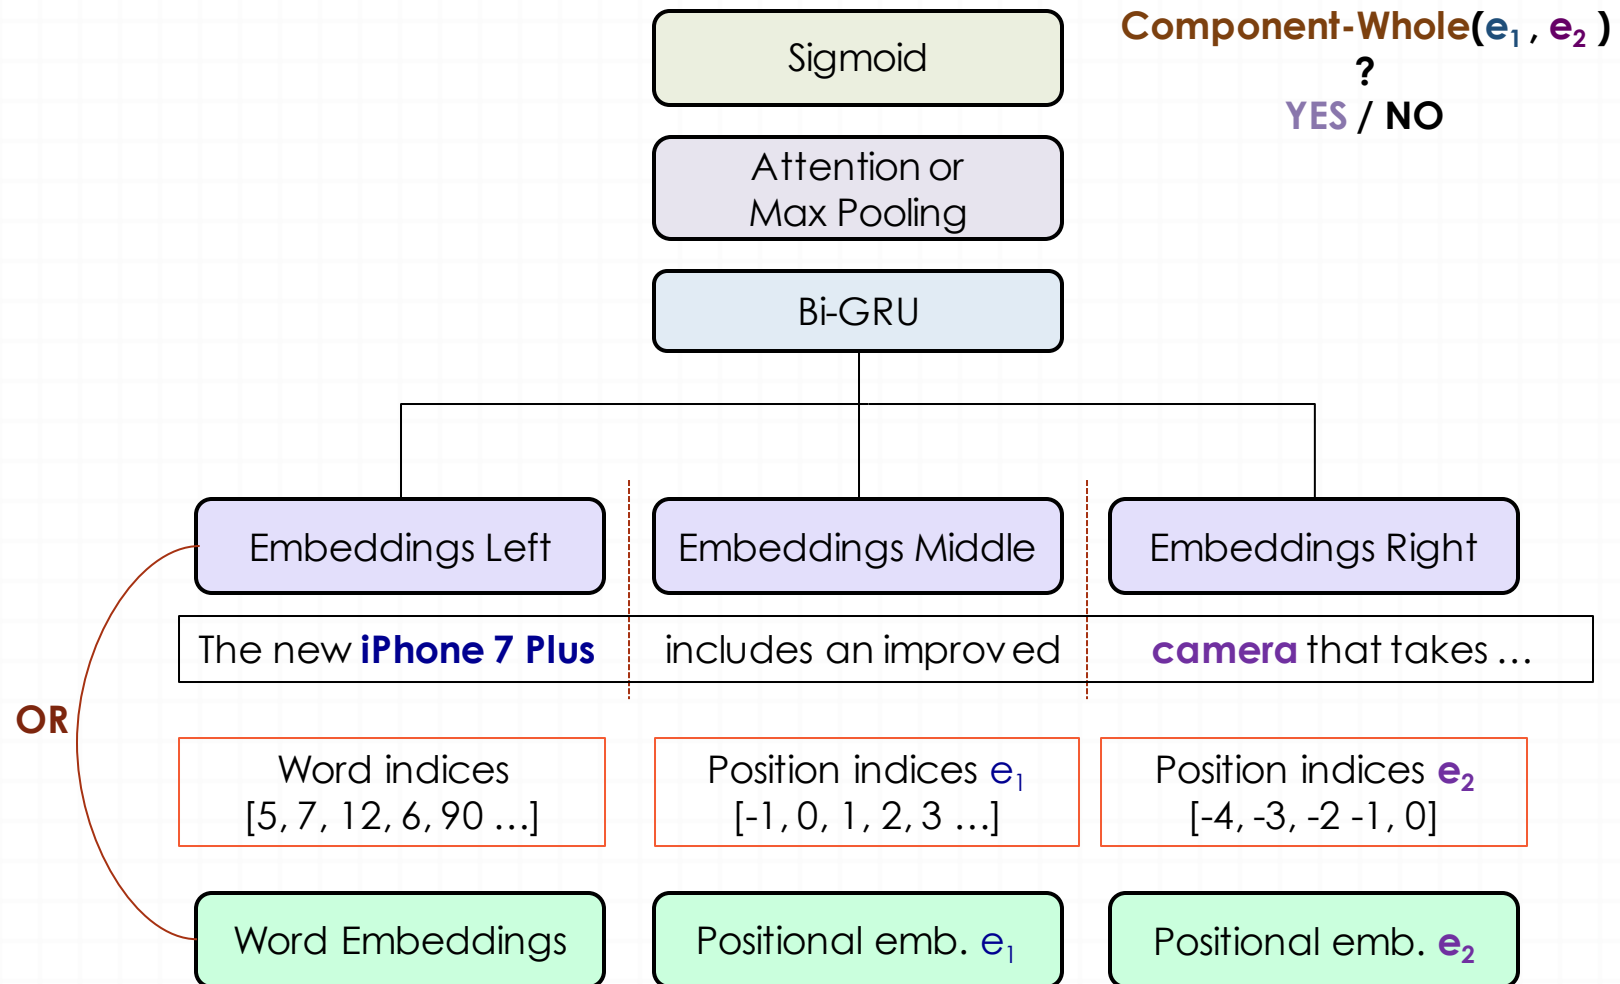 Sigmoid
Component-Whole(e₁ , e₂ )
?
YES / NO
Attention or
Max Pooling
Bi-GRU
Embeddings Left
Embeddings Middle
Embeddings Right
The new iPhone 7 Plus includes an improved camera that takes ...
OR
Word indices
[5, 7, 12, 6, 90 ...]
Position indices e₁
[-1, 0, 1, 2, 3 ...]
Position indices e₂
[-4, -3, -2 -1, 0]
Word Embeddings
Positional emb. e₁
Positional emb. e₂